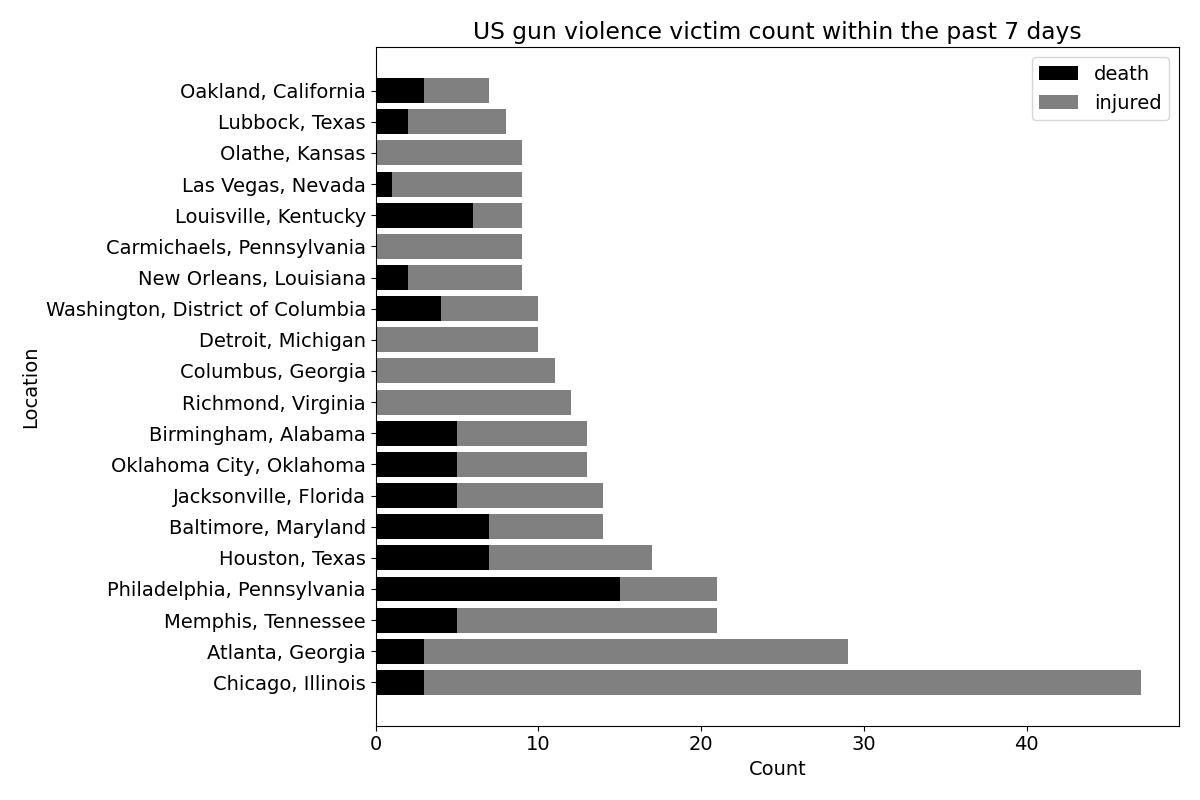 US gun violence victim count within the past 7 days
death
injured
Oakland, California
Lubbock, Texas
Olathe, Kansas
Las Vegas, Nevada
Louisville, Kentucky
Carmichaels, Pennsylvania
New Orleans, Louisiana
Washington, District of Columbia
Detroit, Michigan
Columbus, Georgia
Richmond, Virginia
Birmingham, Alabama
Oklahoma City, Oklahoma
Jacksonville, Florida
Baltimore, Maryland
Houston, Texas
Philadelphia, Pennsylvania
Memphis, Tennessee
Atlanta, Georgia
Chicago, Illinois
Location
0 10 20 30 40
Count